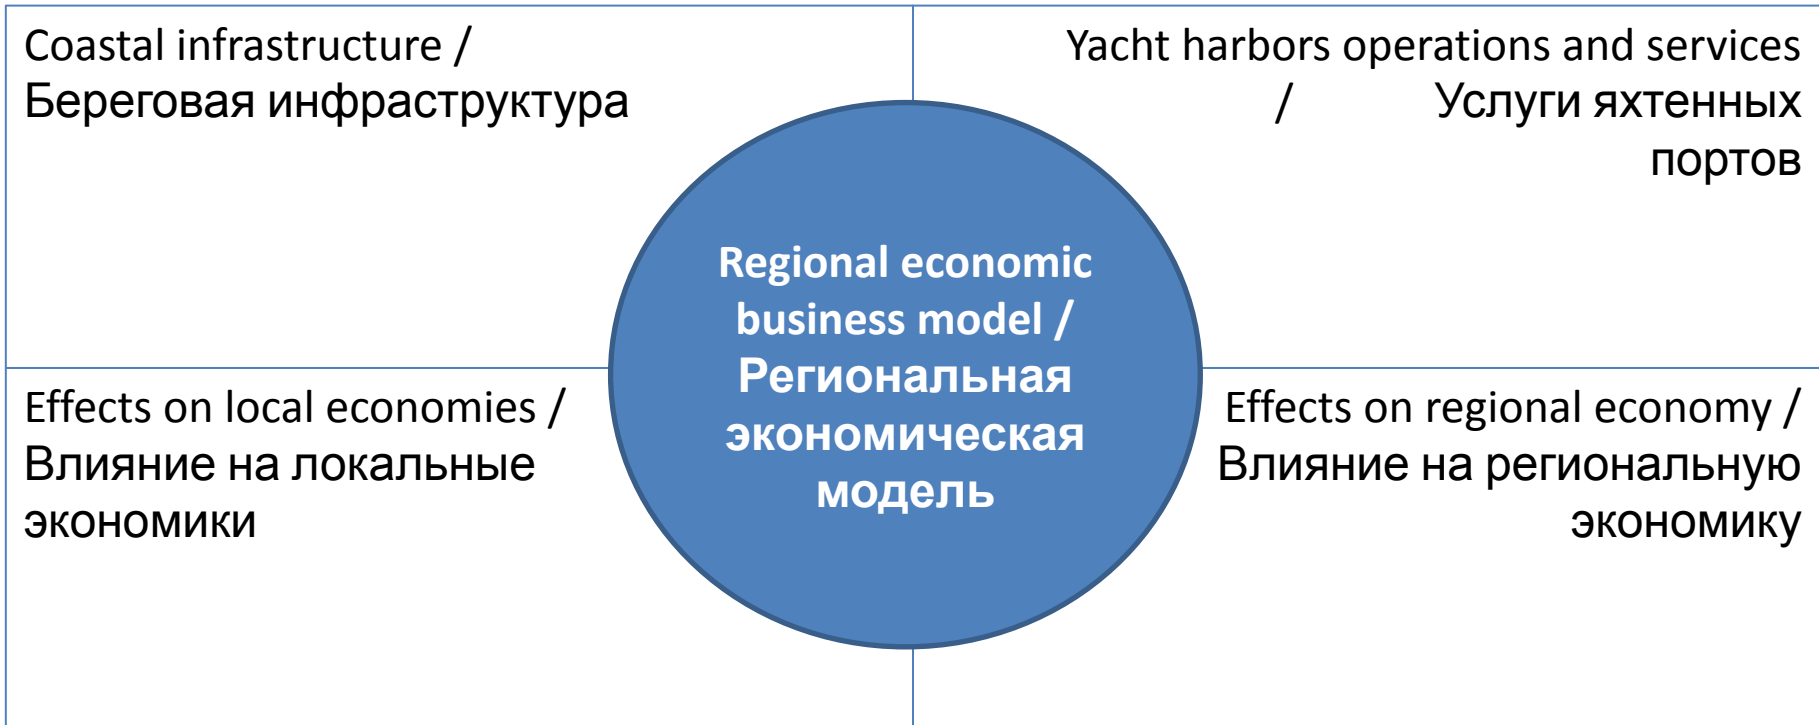 Coastal infrastructure /
Береговая инфраструктура
Yacht harbors operations and services
/ Услуги яхтенных
портов
Regional economic
business model /
Региональная
экономическая
модель
Effects on local economies /
Влияние на локальные
экономики
Effects on regional economy /
Влияние на региональную
экономику